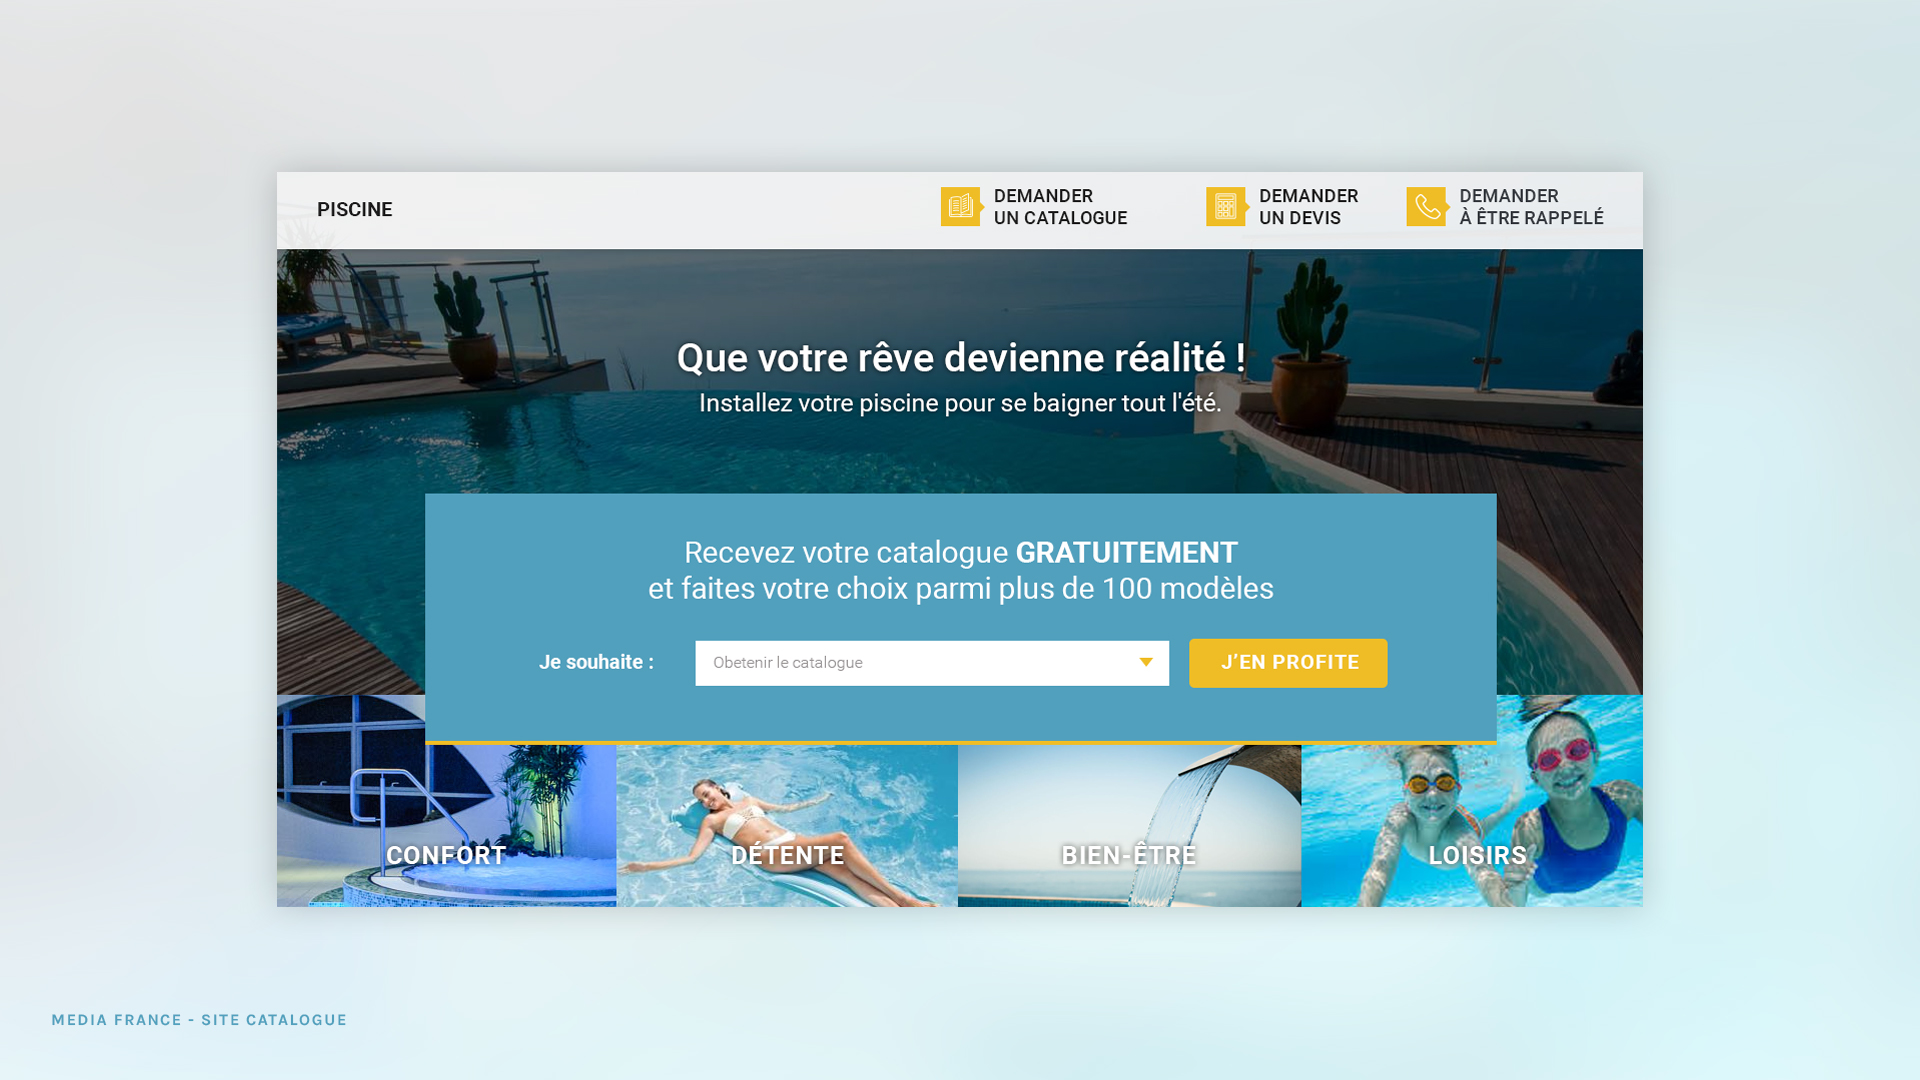 PISCINE
DEMANDER
UN CATALOGUE
DEMANDER
UN DEVIS
DEMANDER
À ÊTRE RAPPELÉ
Que votre rêve devienne réalité !
Installez votre piscine pour se baigner tout l'été.
Recevez votre catalogue GRATUITEMENT
et faites votre choix parmi plus de 100 modèles
Je souhaite :
Obetenir le catalogue
J’EN PROFITE
CONFORT
DÉTENTE
BIEN-ÊTRE
LOISIRS
MEDIA FRANCE - SITE CATALOGUE